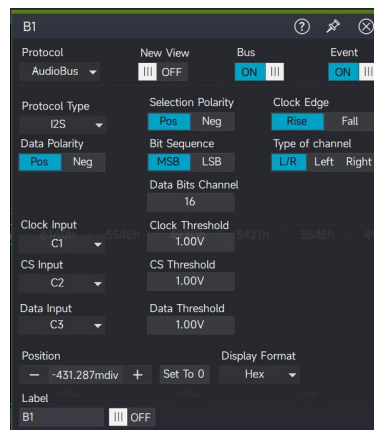 B1
Protocol New View Bus Event
AudioBus OFF ON ON
Protocol Type Selection Polarity Clock Edge
I2S Pos Neg Rise Fall
Data Polarity Bit Sequence Type of channel
Pos Neg MSB LSB L/R Left Right
Data Bits Channel
16
Clock Input Clock Threshold
C1 1.00V
554Eh 5421h 554Eh
CS Input CS Threshold
C2 1.00V
Data Input Data Threshold
C3 1.00V
Position Display Format
— -431.287mdiv + Set To 0 Hex
Label
B1 OFF